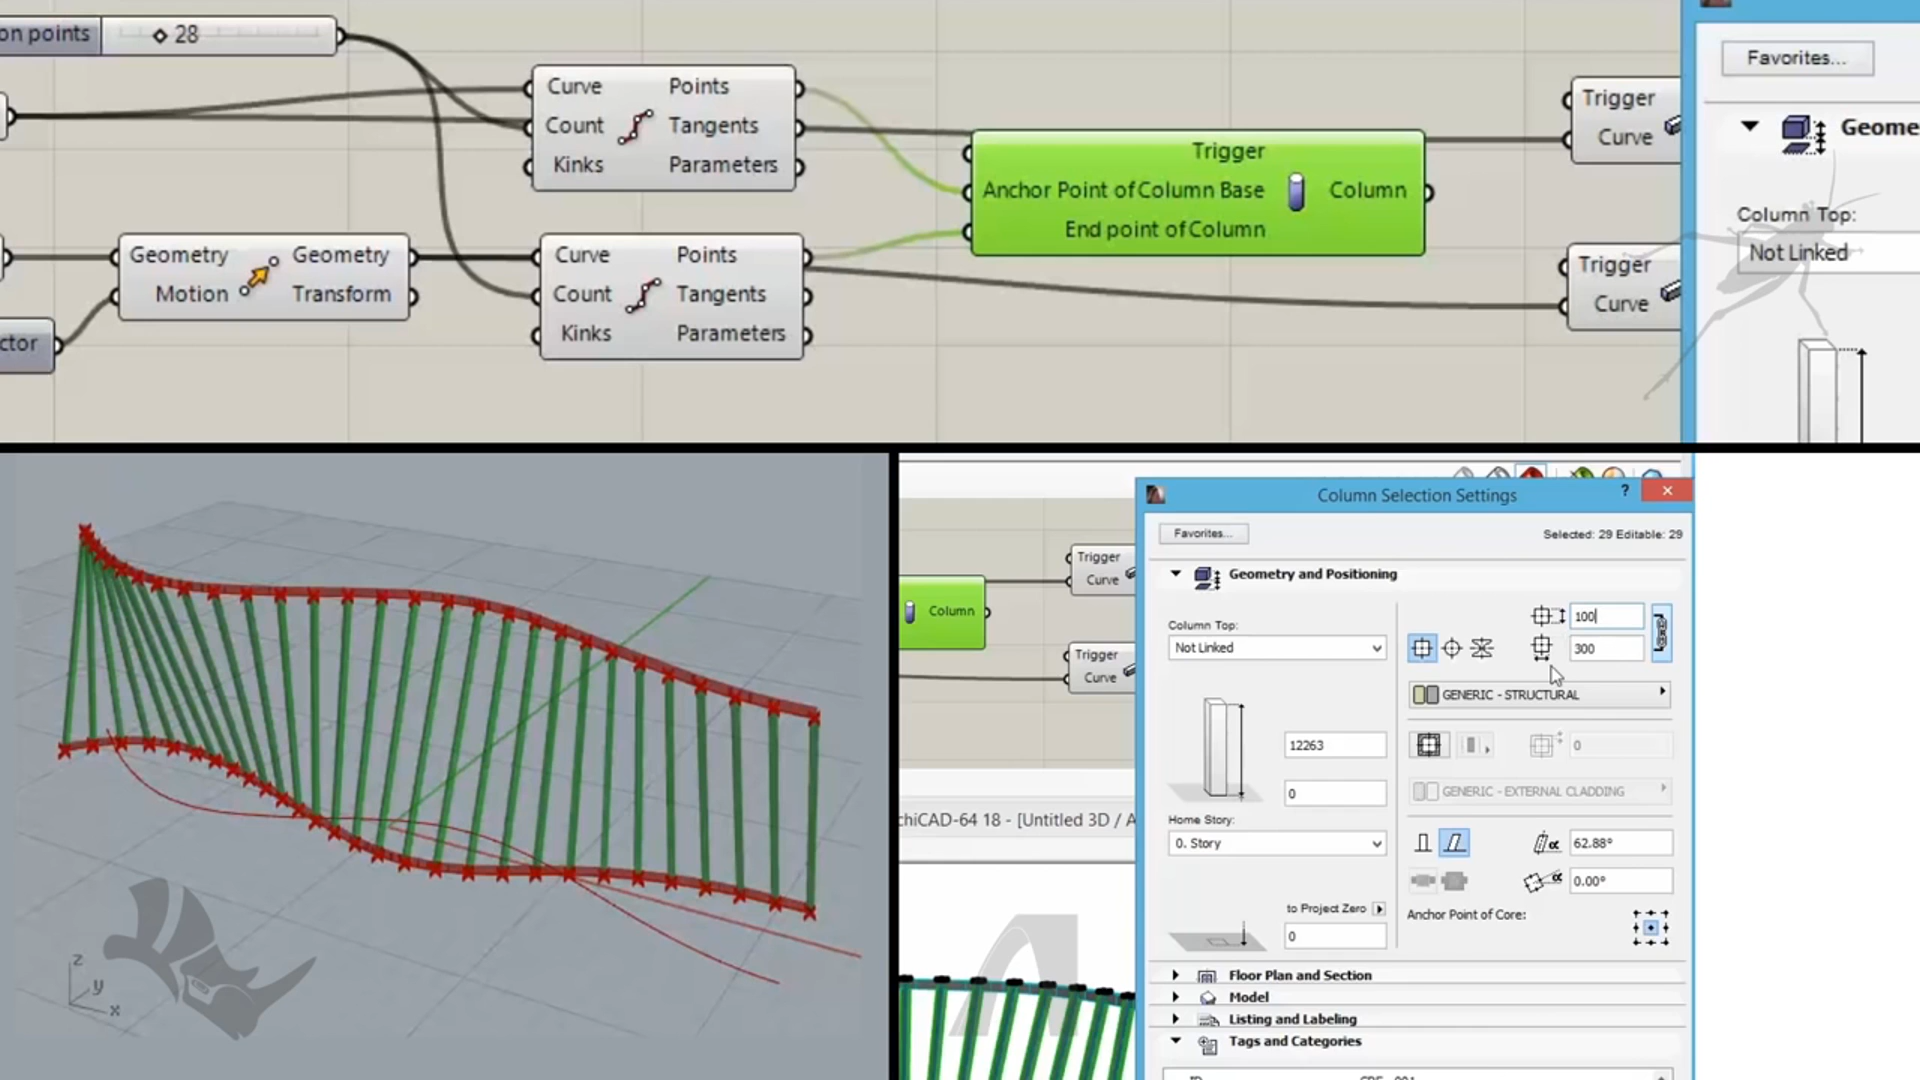 on points
28
Curve Points
Count Tangents
Kinks Parameters
Trigger
Anchor Point of Column Base Column
End point of Column
Trigger
Curve
Favorites...
Geome
Column Top:
Not Linked
Geometry Geometry
Motion Transform
ctor
Curve Points
Count Tangents
Kinks Parameters
Trigger
Curve
z
y
x
Trigger
Curve
Column
Trigger
Curve
chiCAD-64 18 - [Untitled 3D / A
Column Selection Settings
?
Favorites...
Selected: 29 Editable: 29
Geometry and Positioning
Column Top:
Not Linked
100
300
GENERIC - STRUCTURAL
12263
0
0
GENERIC - EXTERNAL CLADDING
Home Story:
0. Story
α 62.88°
α 0.00°
to Project Zero
0
Anchor Point of Core:
Floor Plan and Section
Model
Listing and Labeling
Tags and Categories